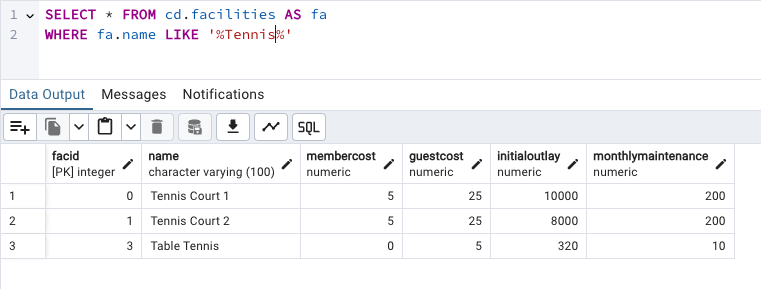 1 SELECT * FROM cd.facilities AS fa
2 WHERE fa.name LIKE '%Tennis%'
Data Output Messages Notifications
SQL
facid name membercost guestcost initialoutlay monthlymaintenance
[PK] integer character varying (100) numeric numeric numeric numeric
1 0 Tennis Court 1 5 25 10000 200
2 1 Tennis Court 2 5 25 8000 200
3 3 Table Tennis 0 5 320 10